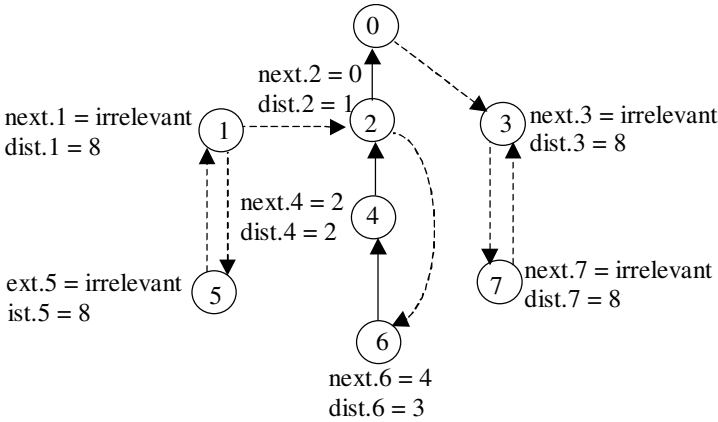 0
next.2 = 0
dist.2 = 1
next.1 = irrelevant
dist.1 = 8
1
2
3
next.3 = irrelevant
dist.3 = 8
next.4 = 2
dist.4 = 2
4
ext.5 = irrelevant
ist.5 = 8
5
7
next.7 = irrelevant
dist.7 = 8
6
next.6 = 4
dist.6 = 3